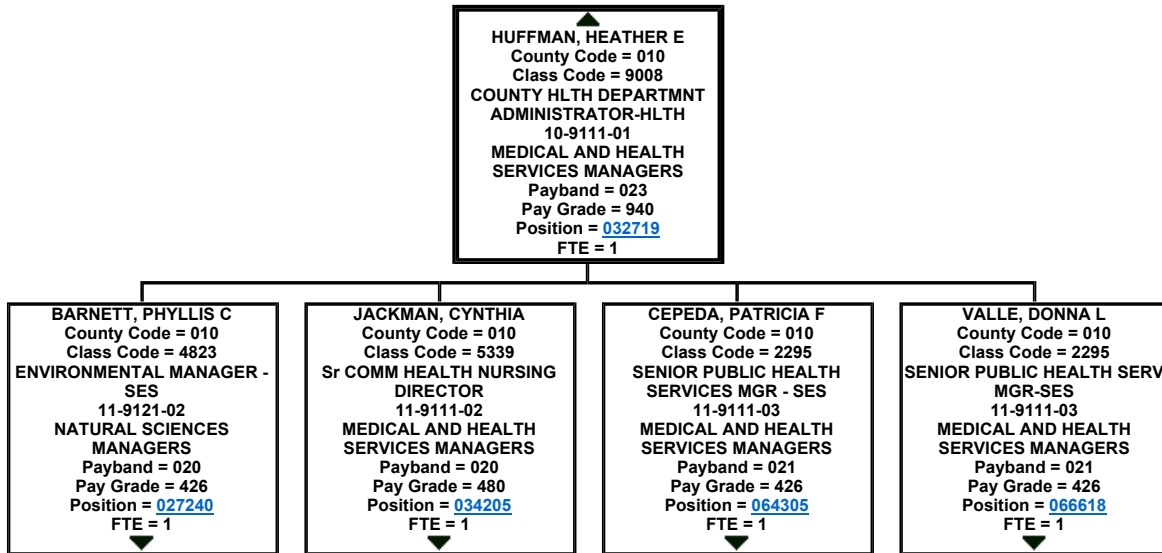 HUFFMAN, HEATHER E
County Code = 010
Class Code = 9008
COUNTY HLTH DEPARTMNT
ADMINISTRATOR-HLTH
10-9111-01
MEDICAL AND HEALTH
SERVICES MANAGERS
Payband = 023
Pay Grade = 940
Position = 032719
FTE = 1
BARNETT, PHYLLIS C
County Code = 010
Class Code = 4823
ENVIRONMENTAL MANAGER -
SES
11-9121-02
NATURAL SCIENCES
MANAGERS
Payband = 020
Pay Grade = 426
Position = 027240
FTE = 1
JACKMAN, CYNTHIA
County Code = 010
Class Code = 5339
Sr COMM HEALTH NURSING
DIRECTOR
11-9111-02
MEDICAL AND HEALTH
SERVICES MANAGERS
Payband = 020
Pay Grade = 480
Position = 034205
FTE = 1
CEPEDA, PATRICIA F
County Code = 010
Class Code = 2295
SENIOR PUBLIC HEALTH
SERVICES MGR - SES
11-9111-03
MEDICAL AND HEALTH
SERVICES MANAGERS
Payband = 021
Pay Grade = 426
Position = 064305
FTE = 1
VALLE, DONNA L
County Code = 010
Class Code = 2295
SENIOR PUBLIC HEALTH SERV
MGR-SES
11-9111-03
MEDICAL AND HEALTH
SERVICES MANAGERS
Payband = 021
Pay Grade = 426
Position = 066618
FTE = 1